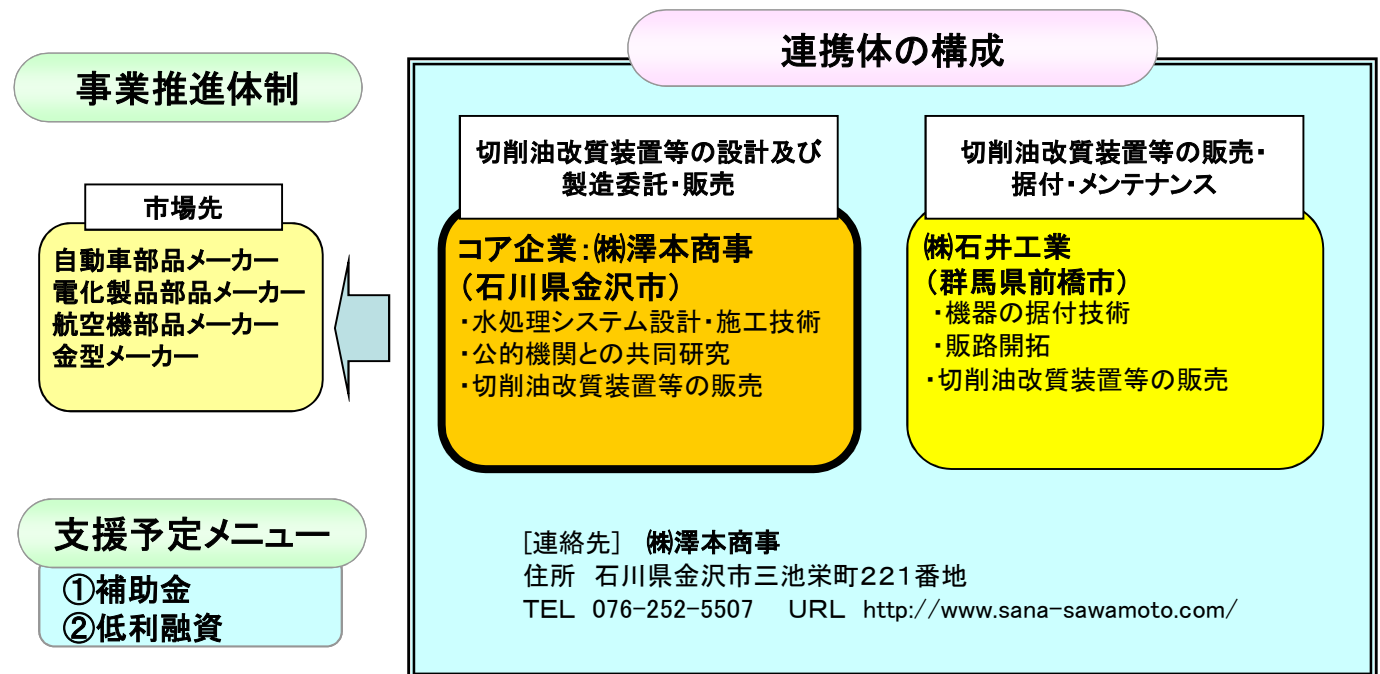 事業推進体制
市場先
自動車部品メーカー
電化製品部品メーカー
航空機部品メーカー
金型メーカー
支援予定メニュー
①補助金
②低利融資
連携体の構成
切削油改質装置等の設計及び
製造委託・販売
コア企業：㈱澤本商事
（石川県金沢市）
・水処理システム設計・施工技術
・公的機関との共同研究
・切削油改質装置等の販売
切削油改質装置等の販売・
据付・メンテナンス
㈱石井工業
（群馬県前橋市）
・機器の据付技術
・販路開拓
・切削油改質装置等の販売
［連絡先］　㈱澤本商事
住所　石川県金沢市三池栄町２２１番地
ＴＥＬ 076-252-5507　ＵＲＬ http://www.sana-sawamoto.com/